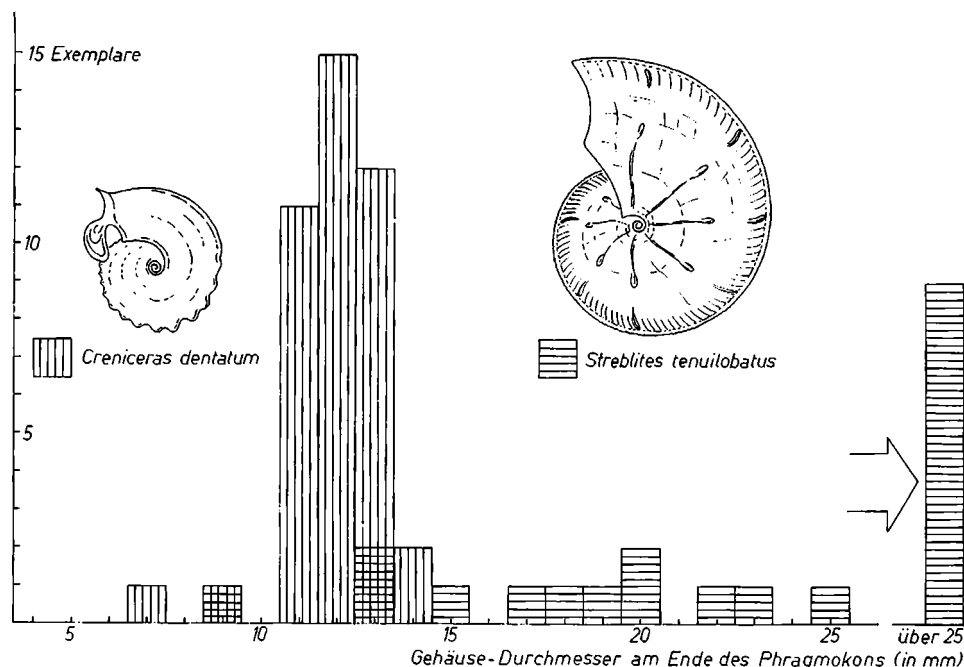 15 Exemplare
10
5
Creniceras dentatum
Streblites tenuilobatus
5 10 15 20 25 über 25
Gehäuse-Durchmesser am Ende des Phragmokons (in mm)